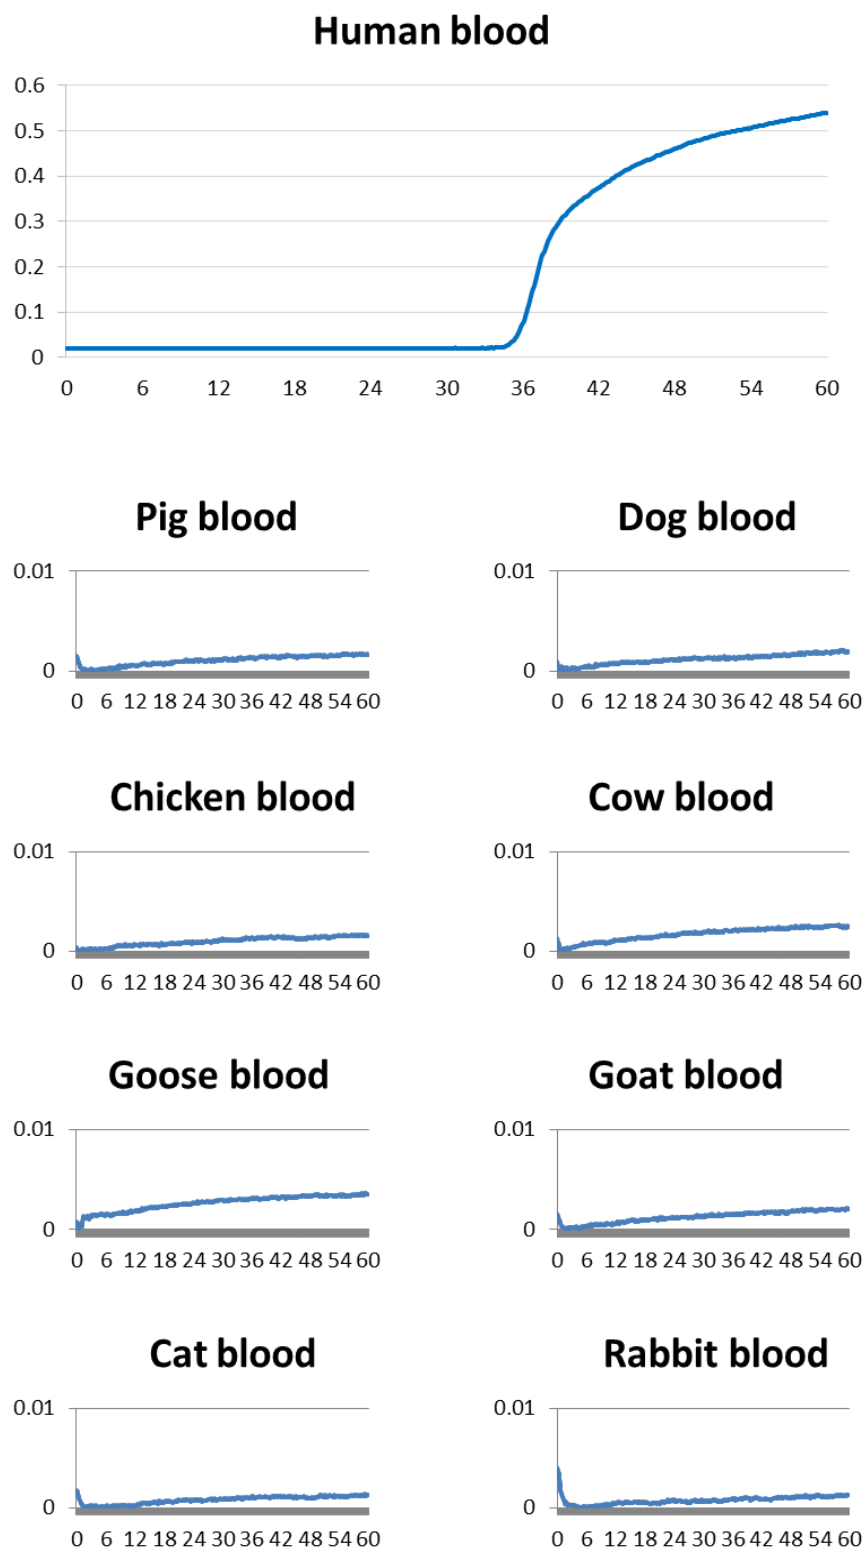 Human blood
0.6
0.5
0.4
0.3
0.2
0.1
0
0 6 12 18 24 30 36 42 48 54 60
Pig blood
0.01
0
0 6 12 18 24 30 36 42 48 54 60
Dog blood
0.01
0
0 6 12 18 24 30 36 42 48 54 60
Chicken blood
0.01
0
0 6 12 18 24 30 36 42 48 54 60
Cow blood
0.01
0
0 6 12 18 24 30 36 42 48 54 60
Goose blood
0.01
0
0 6 12 18 24 30 36 42 48 54 60
Goat blood
0.01
0
0 6 12 18 24 30 36 42 48 54 60
Cat blood
0.01
0
0 6 12 18 24 30 36 42 48 54 60
Rabbit blood
0.01
0
0 6 12 18 24 30 36 42 48 54 60